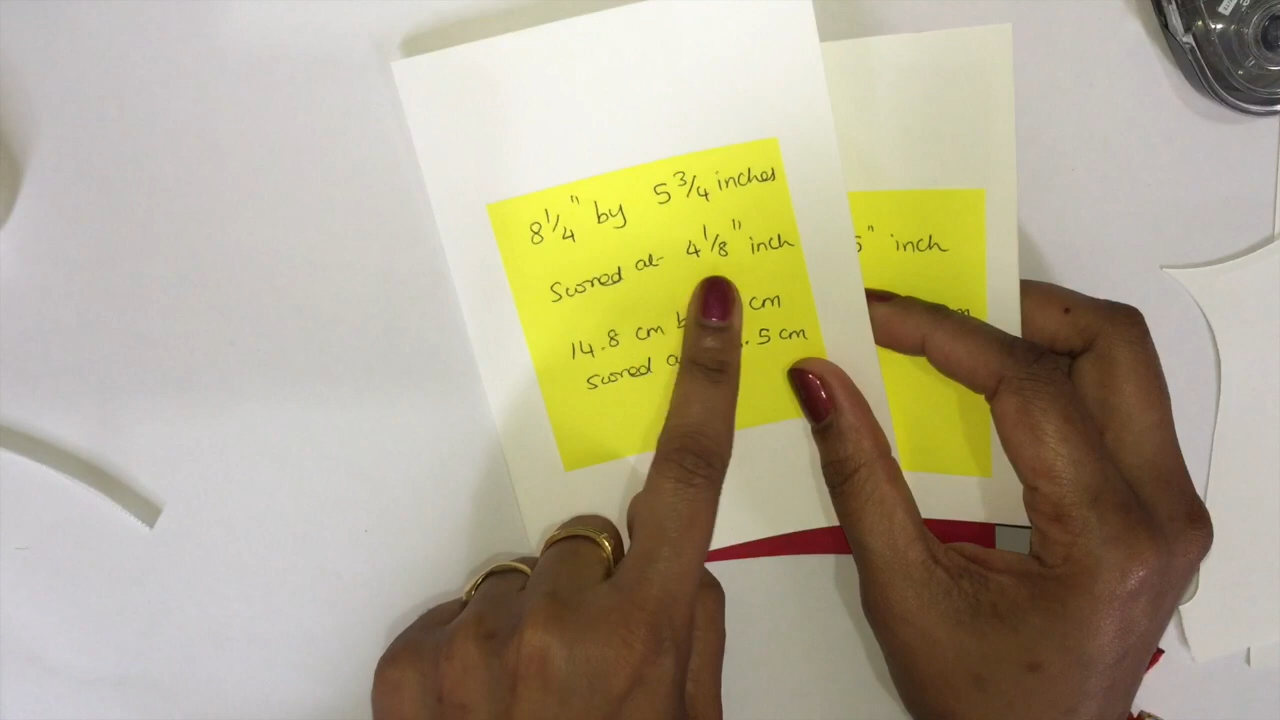 8 1/4" by 5 3/4 inches
Scored at 4 1/8" inch
14.8 cm cm
scored .5 cm
5" inch